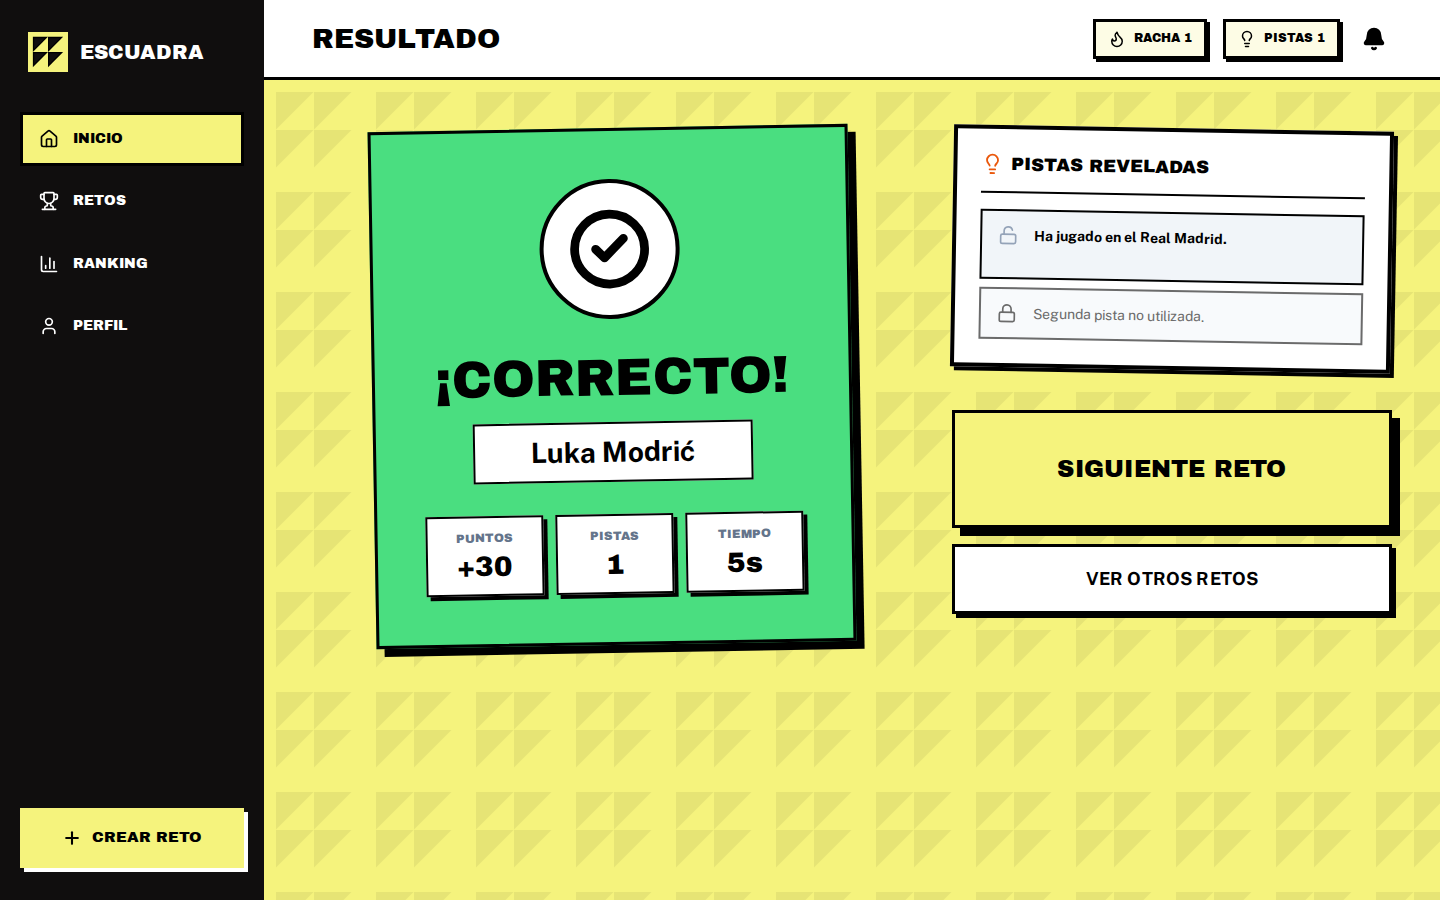 ESCUADRA
INICIO
RETOS
RANKING
PERFIL
CREAR RETO
RESULTADO
RACHA 1
PISTAS 1
¡CORRECTO!
Luka Modrić
PUNTOS
+30
PISTAS
1
TIEMPO
5s
PISTAS REVELADAS
Ha jugado en el Real Madrid.
Segunda pista no utilizada.
SIGUIENTE RETO
VER OTROS RETOS